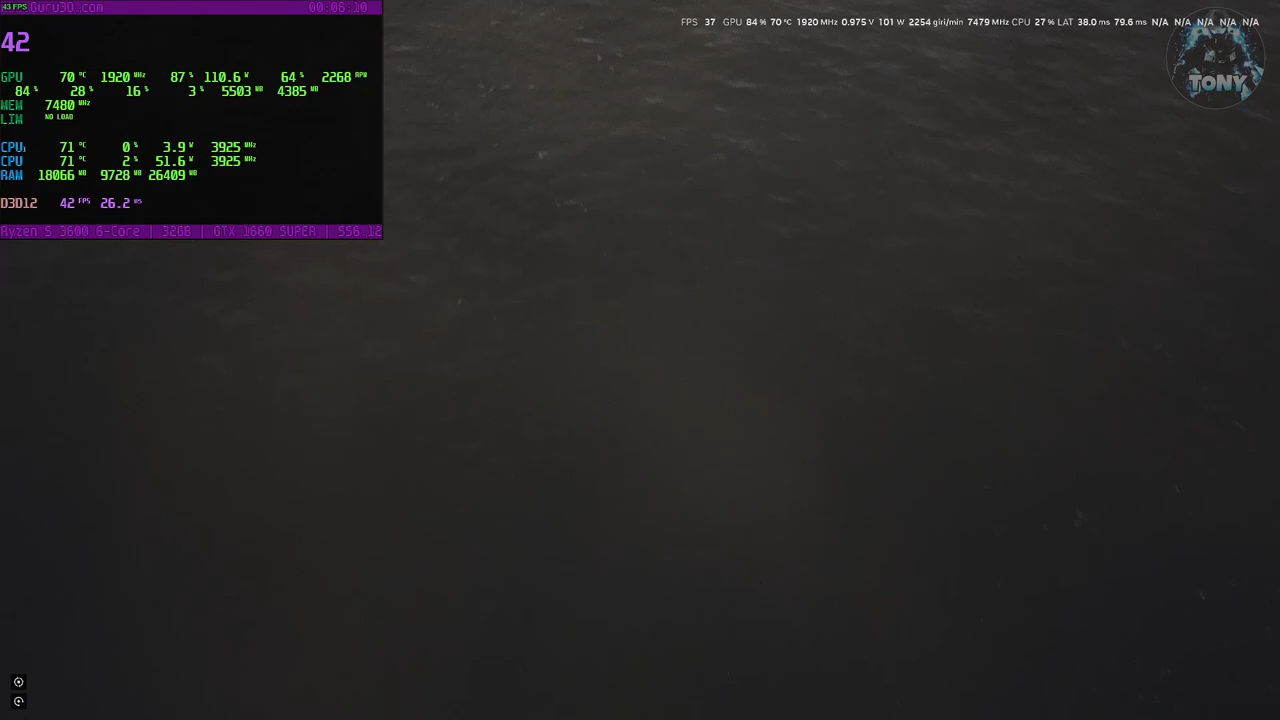 43 FPS
Guru3D.com 00:06:10
42
GPU 70 °C 1920 MHz 87 % 110.6 W 64 % 2268 RPM
84 % 28 % 16 % 3 % 5503 MB 4385 MB
MEM 7480 MHz
LIM NO LOAD
CPU1 71 °C 0 % 3.9 W 3925 MHz
CPU 71 °C 2 % 51.6 W 3925 MHz
RAM 18066 MB 9728 MB 26409 MB
D3D12 42 FPS 26.2 ms
Ryzen 5 3600 6-Core | 32GB | GTX 1660 SUPER | 556.12
FPS 37 GPU 84 % 70 °C 1920 MHz 0.975 V 101 W 2254 giri/min 7479 MHz CPU 27 % LAT 38.0 ms 79.6 ms N/A N/A N/A N/A N/A
TONY